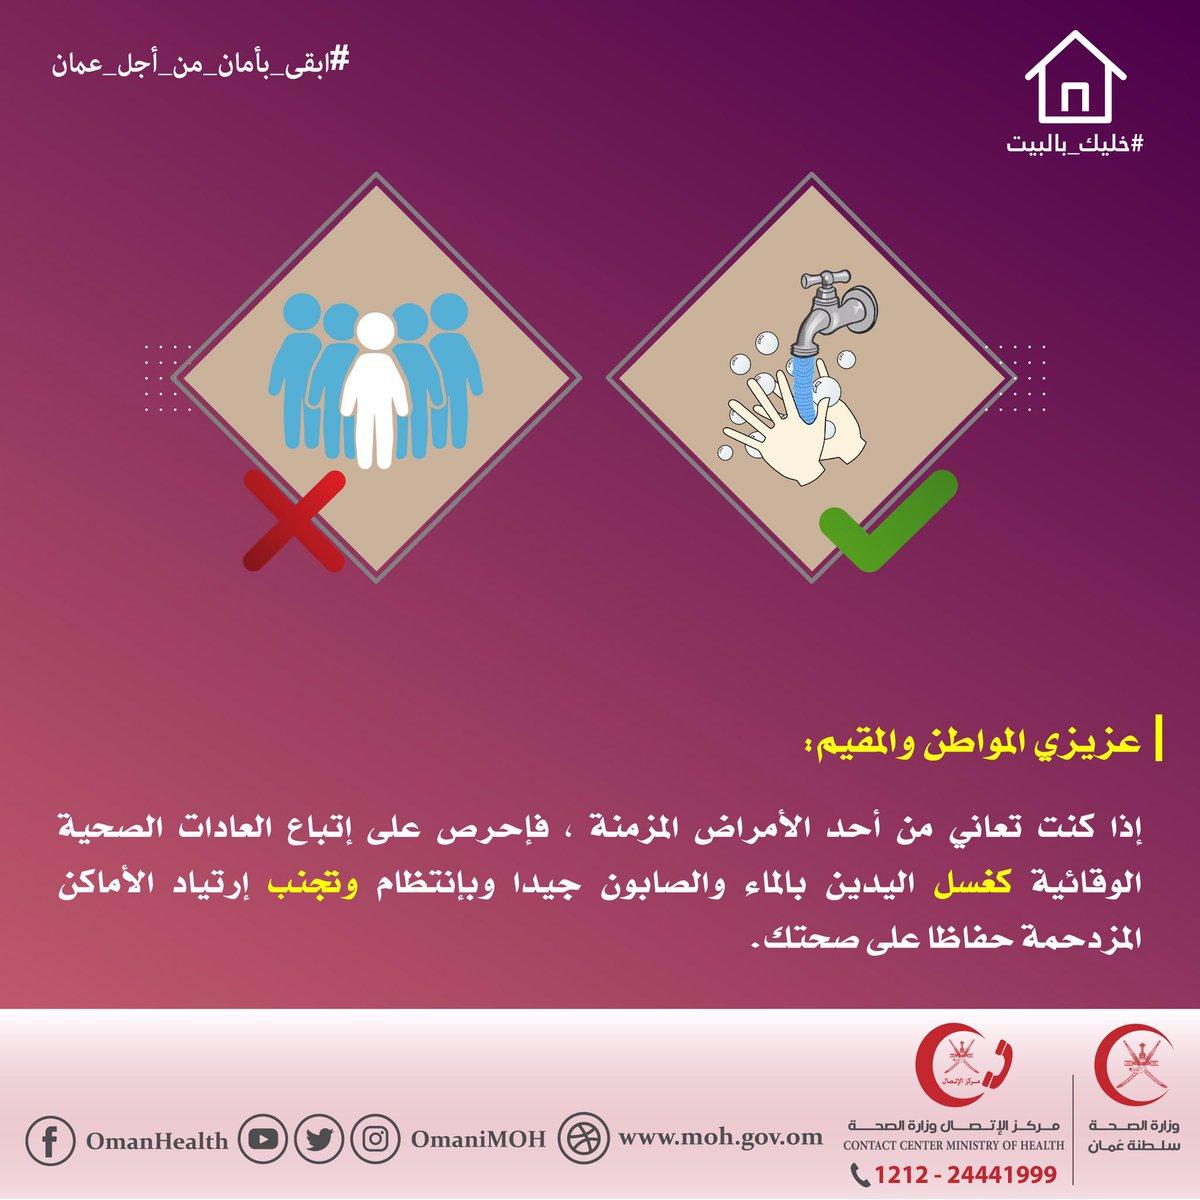 #ابقى_بأمان_من_أجل_عمان
#خليك_بالبيت
عزيزي المواطن والمقيم:
إذا كنت تعاني من أحد الأمراض المزمنة ، فإحرص على إتباع العادات الصحية
الوقائية كغسل اليدين بالماء والصابون جيدا وبإنتظام وتجنب إرتياد الأماكن
المزدحمة حفاظا على صحتك.
مركز الإتصال
وزارة الصحة
سلطنة عمان
مركز الإتصال وزارة الصحة
CONTACT CENTER MINISTRY OF HEALTH
1212 - 24441999
OmanHealth
OmaniMOH
www.moh.gov.om